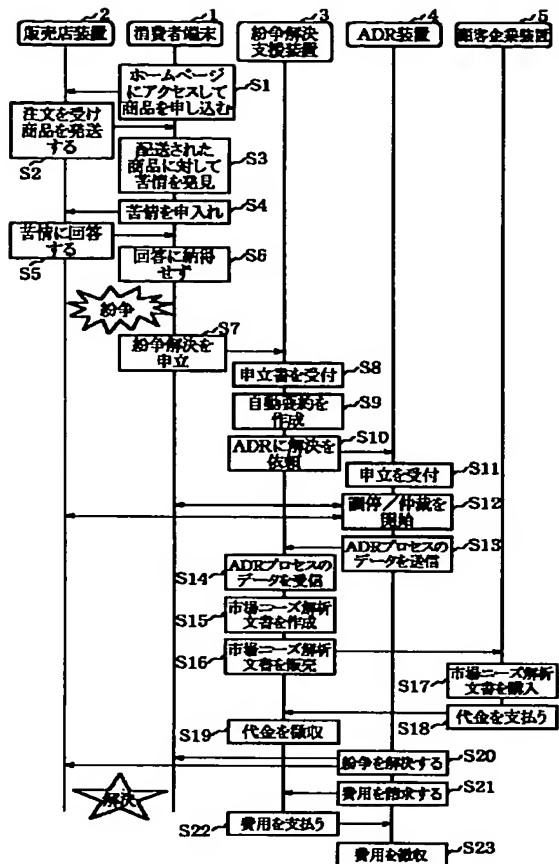 2 1 3 4 5
販売店装置 消費者端末 紛争解決 ADR装置 顧客企業装置
支援装置
ホームページ
にアクセスして
商品を申し込む
S1
注文を受け
商品を発送
する
S2
配送された
商品に対して
苦情を発見
S3
苦情を申入れ
S4
苦情に回答
する
S5
回答に納得
せず
S6
紛争
紛争解決を
申立
S7
申立書を受付
S8
自動要約を
作成
S9
ADRに解決を
依頼
S10
申立を受付
S11
調停/仲裁を
開始
S12
ADRプロセスの
データを送信
S13
S14
ADRプロセスの
データを受信
S15
市場ニーズ解析
文書を作成
S16
市場ニーズ解析
文書を販売
S17
市場ニーズ解析
文書を購入
代金を支払う
S18
S19
代金を徴収
紛争を解決する
S20
解決
費用を請求する
S21
S22
費用を支払う
費用を徴収
S23